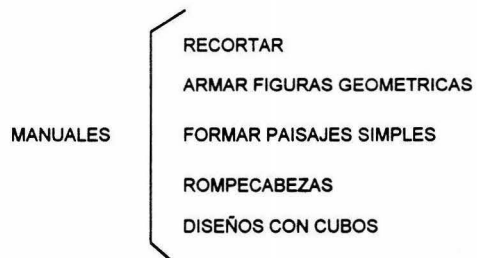 RECORTAR
ARMAR FIGURAS GEOMETRICAS
MANUALES
FORMAR PAISAJES SIMPLES
ROMPECABEZAS
DISEÑOS CON CUBOS